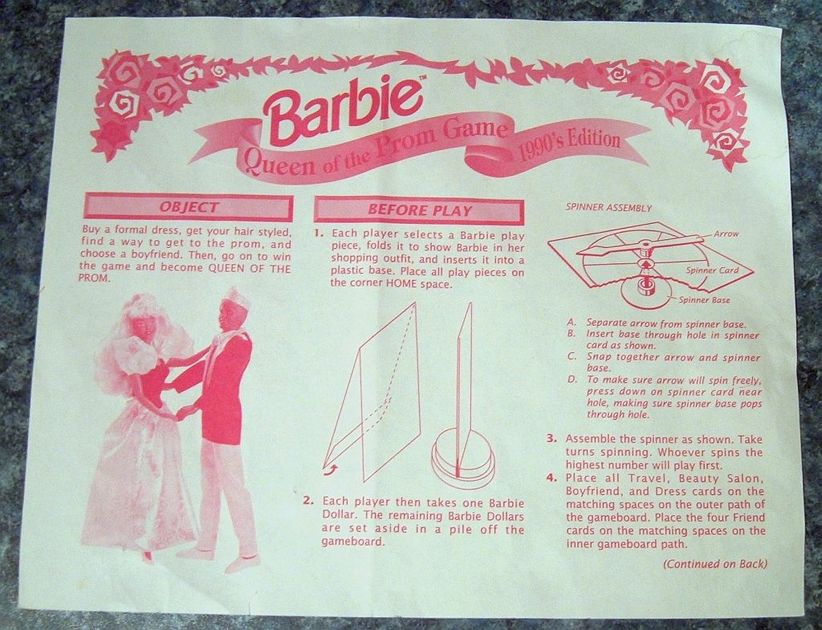 Barbie™
Queen of the Prom Game
1990's Edition
OBJECT
Buy a formal dress, get your hair styled,
find a way to get to the prom, and
choose a boyfriend. Then, go on to win
the game and become QUEEN OF THE
PROM.
BEFORE PLAY
1. Each player selects a Barbie play
piece, folds it to show Barbie in her
shopping outfit, and inserts it into a
plastic base. Place all play pieces on
the corner HOME space.
2. Each player then takes one Barbie
Dollar. The remaining Barbie Dollars
are set aside in a pile off the
gameboard.
SPINNER ASSEMBLY
Arrow
Spinner Card
Spinner Base
A. Separate arrow from spinner base.
B. Insert base through hole in spinner
card as shown.
C. Snap together arrow and spinner
base.
D. To make sure arrow will spin freely,
press down on spinner card near
hole, making sure spinner base pops
through hole.
3. Assemble the spinner as shown. Take
turns spinning. Whoever spins the
highest number will play first.
4. Place all Travel, Beauty Salon,
Boyfriend, and Dress cards on the
matching spaces on the outer path of
the gameboard. Place the four Friend
cards on the matching spaces on the
inner gameboard path.
(Continued on Back)